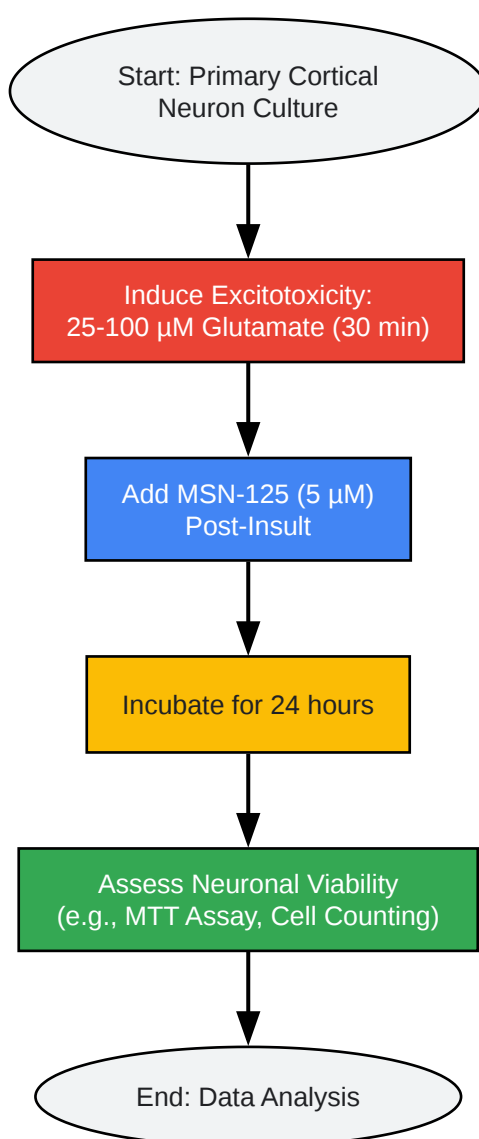 Start: Primary Cortical
Neuron Culture
Induce Excitotoxicity:
25-100 µM Glutamate (30 min)
Add MSN-125 (5 µM)
Post-Insult
Incubate for 24 hours
Assess Neuronal Viability
(e.g., MTT Assay, Cell Counting)
End: Data Analysis